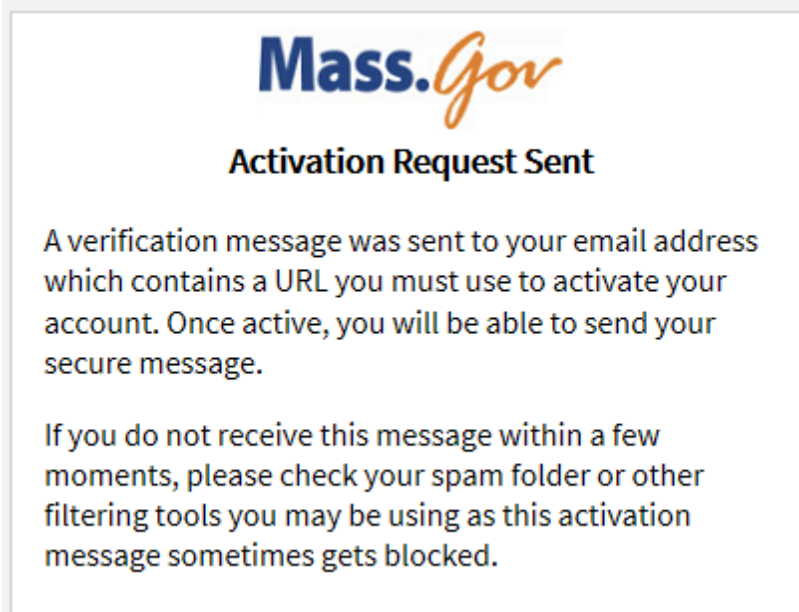 Mass.Gov
Activation Request Sent
A verification message was sent to your email address
which contains a URL you must use to activate your
account. Once active, you will be able to send your
secure message.
If you do not receive this message within a few
moments, please check your spam folder or other
filtering tools you may be using as this activation
message sometimes gets blocked.